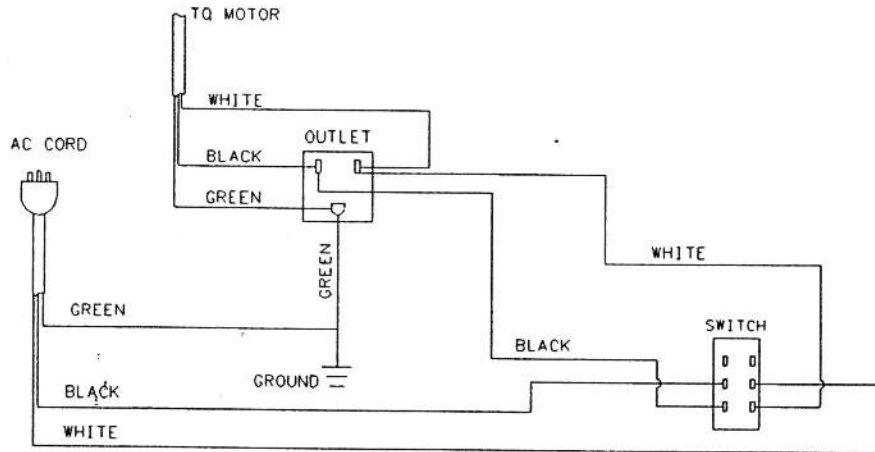 TQ MOTOR
WHITE
OUTLET
AC CORD
BLACK
GREEN
GREEN
WHITE
GREEN
SWITCH
BLACK
GROUND
BLACK
WHITE